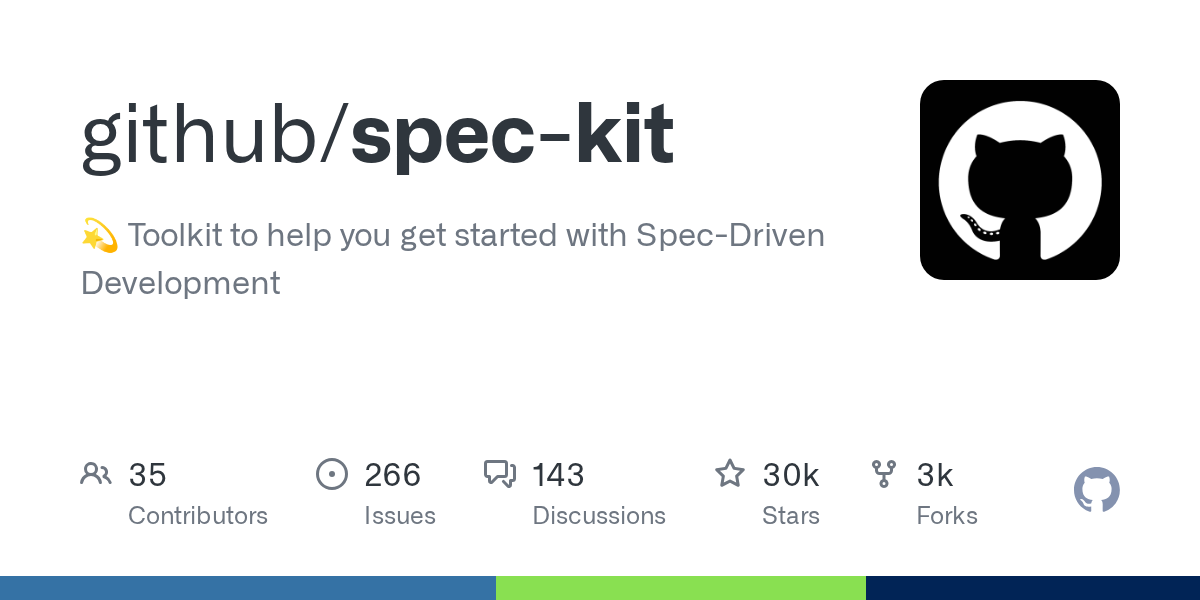 github/spec-kit
💫 Toolkit to help you get started with Spec-Driven
Development
35 266 143 30k 3k
Contributors Issues Discussions Stars Forks